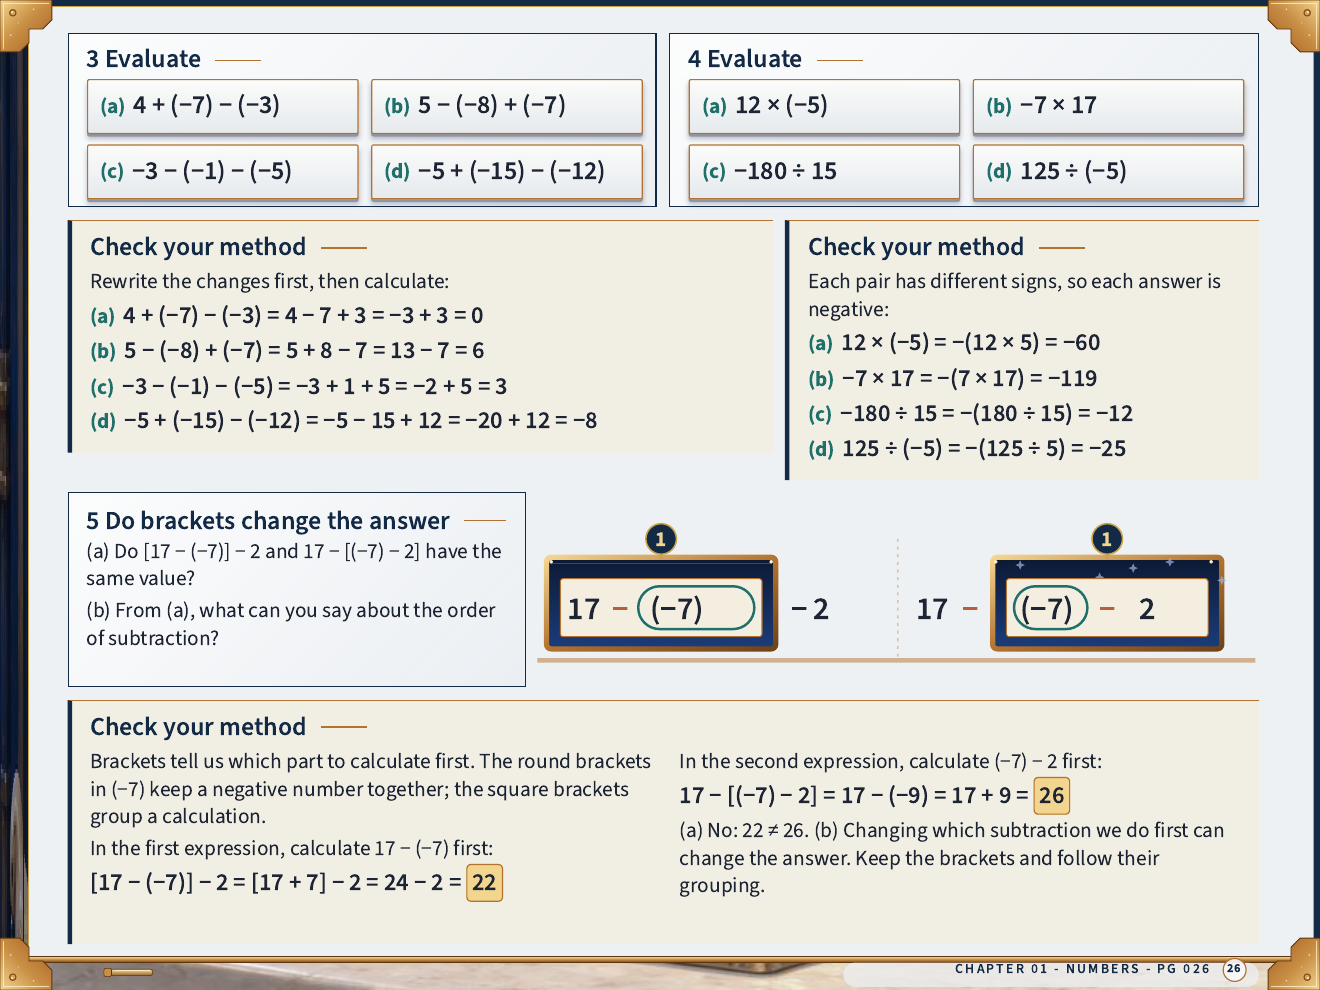 3 Evaluate
(a) 4 + (−7) − (−3)
(b) 5 − (−8) + (−7)
(c) −3 − (−1) − (−5)
(d) −5 + (−15) − (−12)
4 Evaluate
(a) 12 × (−5)
(b) −7 × 17
(c) −180 ÷ 15
(d) 125 ÷ (−5)
Check your method
Rewrite the changes first, then calculate:
(a) 4 + (−7) − (−3) = 4 − 7 + 3 = −3 + 3 = 0
(b) 5 − (−8) + (−7) = 5 + 8 − 7 = 13 − 7 = 6
(c) −3 − (−1) − (−5) = −3 + 1 + 5 = −2 + 5 = 3
(d) −5 + (−15) − (−12) = −5 − 15 + 12 = −20 + 12 = −8
Check your method
Each pair has different signs, so each answer is
negative:
(a) 12 × (−5) = −(12 × 5) = −60
(b) −7 × 17 = −(7 × 17) = −119
(c) −180 ÷ 15 = −(180 ÷ 15) = −12
(d) 125 ÷ (−5) = −(125 ÷ 5) = −25
5 Do brackets change the answer
(a) Do [17 − (−7)] − 2 and 17 − [(−7) − 2] have the
same value?
(b) From (a), what can you say about the order
of subtraction?
1
17 − (−7) − 2
1
17 − (−7) − 2
Check your method
Brackets tell us which part to calculate first. The round brackets
in (−7) keep a negative number together; the square brackets
group a calculation.
In the first expression, calculate 17 − (−7) first:
[17 − (−7)] − 2 = [17 + 7] − 2 = 24 − 2 = 22
In the second expression, calculate (−7) − 2 first:
17 − [(−7) − 2] = 17 − (−9) = 17 + 9 = 26
(a) No: 22 ≠ 26. (b) Changing which subtraction we do first can
change the answer. Keep the brackets and follow their
grouping.
CHAPTER 01 - NUMBERS - PG 026 26